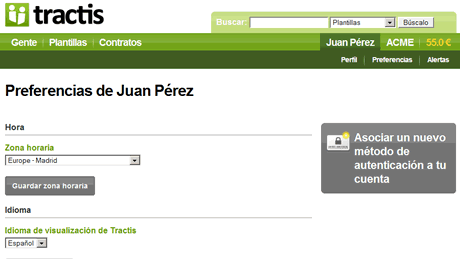 tractis
Buscar: Plantillas Búscalo
Gente Plantillas Contratos Juan Pérez ACME 55.0 €
Perfil Preferencias Alertas
Preferencias de Juan Pérez
Hora
Zona horaria
Europe - Madrid
Guardar zona horaria
Asociar un nuevo
método de
autenticación a tu
cuenta
Idioma
Idioma de visualización de Tractis
Español